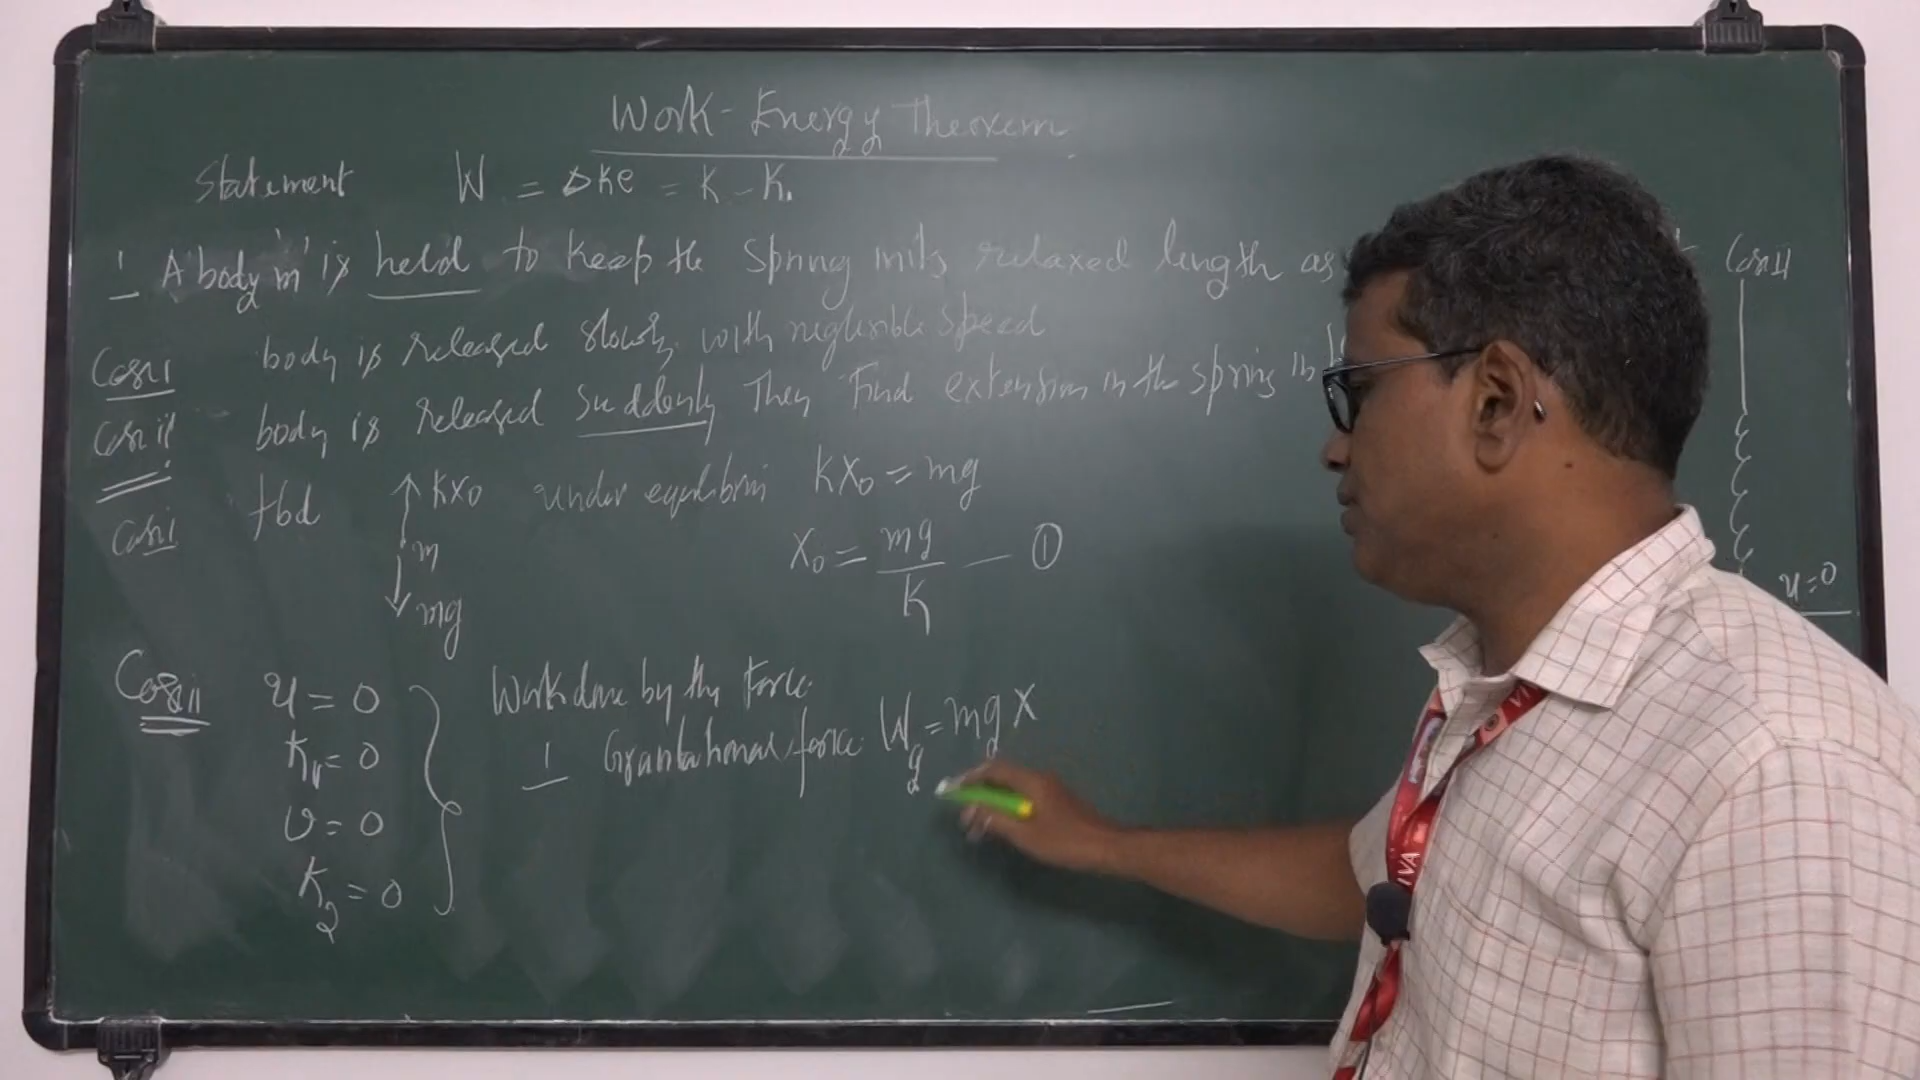 Work-Energy Theorem
Statement W = ΔKe = K - K₁
1 A body 'm' is held to keep the spring in its relaxed length as
Case I body is released slowly with neglesible speed
Case II body is released suddenly Then Find extension in the spring in
Case I fbd ↑ Kx₀ under equilibrium Kx₀ = mg
m
↓ mg
x₀ = mg / K — ①
Case II u = 0
K₁ = 0
v = 0
K₂ = 0
Work done by the Force
1 Gravitational force W_g = mg x
Case II
u = 0
IVA